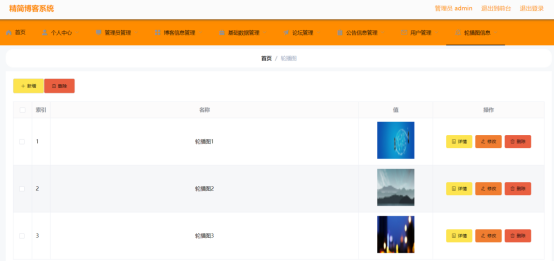 精简博客系统
管理员 admin 退出到前台 退出登录
首页 个人中心 管理员管理 博客信息管理 基础数据管理 论坛管理 公告信息管理 用户管理 轮播图信息
首页 / 轮播图
+ 新增 删除
索引 名称 值 操作
1 轮播图1 详情 修改 删除
2 轮播图2 详情 修改 删除
3 轮播图3 详情 修改 删除